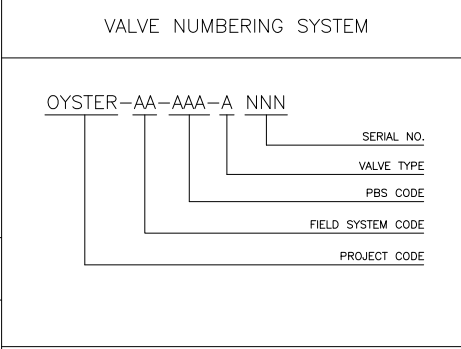 VALVE NUMBERING SYSTEM
OYSTER-AA-AAA-A NNN
SERIAL NO.
VALVE TYPE
PBS CODE
FIELD SYSTEM CODE
PROJECT CODE